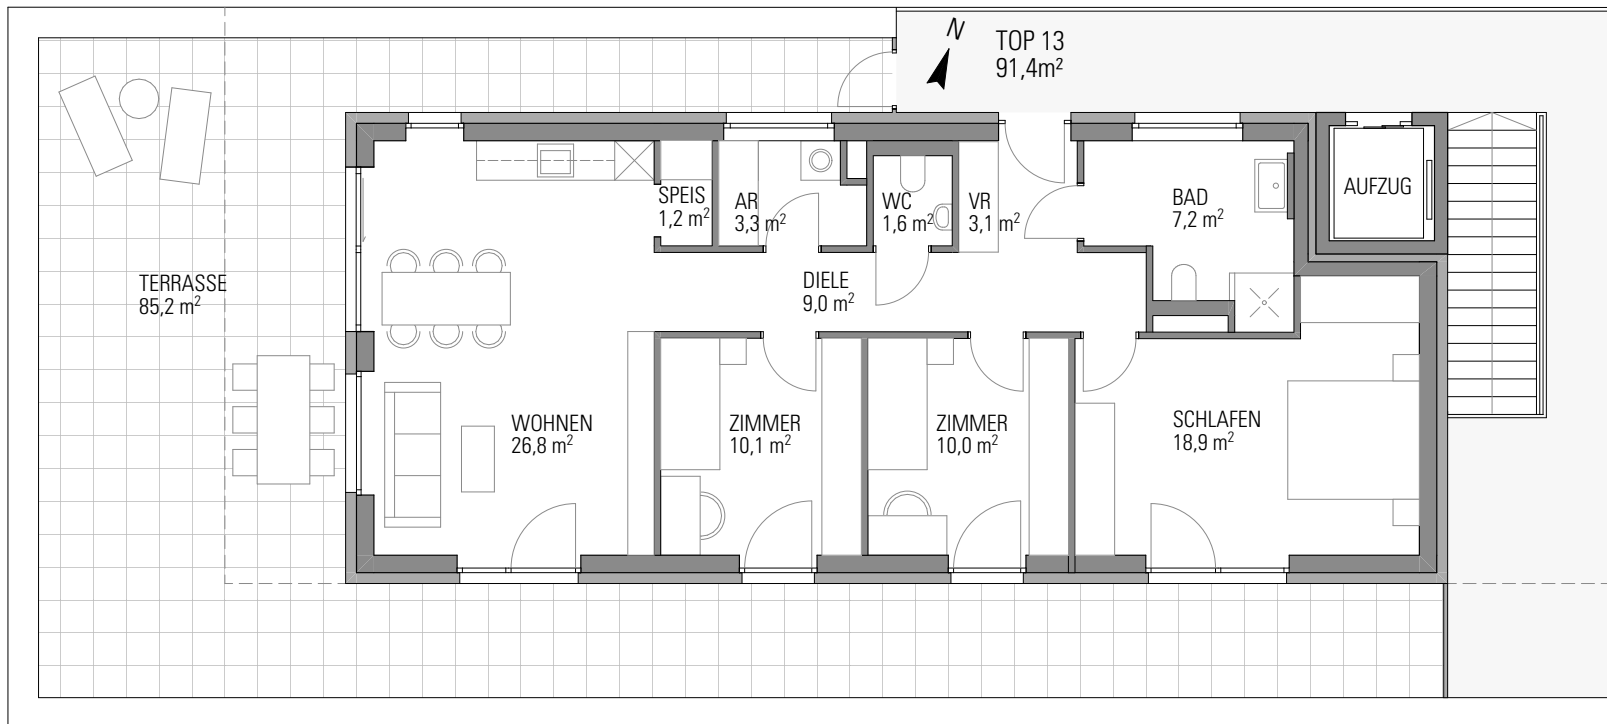 N
TOP 13
91,4m²
AUFZUG
SPEIS
1,2 m²
AR
3,3 m²
WC
1,6 m²
VR
3,1 m²
BAD
7,2 m²
TERRASSE
85,2 m²
DIELE
9,0 m²
WOHNEN
26,8 m²
ZIMMER
10,1 m²
ZIMMER
10,0 m²
SCHLAFEN
18,9 m²